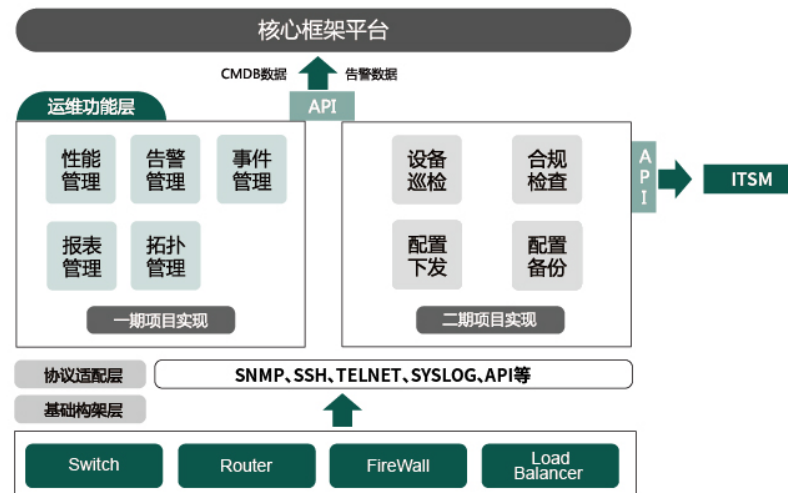 核心框架平台
CMDB数据 告警数据
API
运维功能层
性能
管理
告警
管理
事件
管理
报表
管理
拓扑
管理
一期项目实现
设备
巡检
合规
检查
配置
下发
配置
备份
二期项目实现
A
P
I
ITSM
协议适配层
SNMP、SSH、TELNET、SYSLOG、API等
基础构架层
Switch
Router
FireWall
Load
Balancer